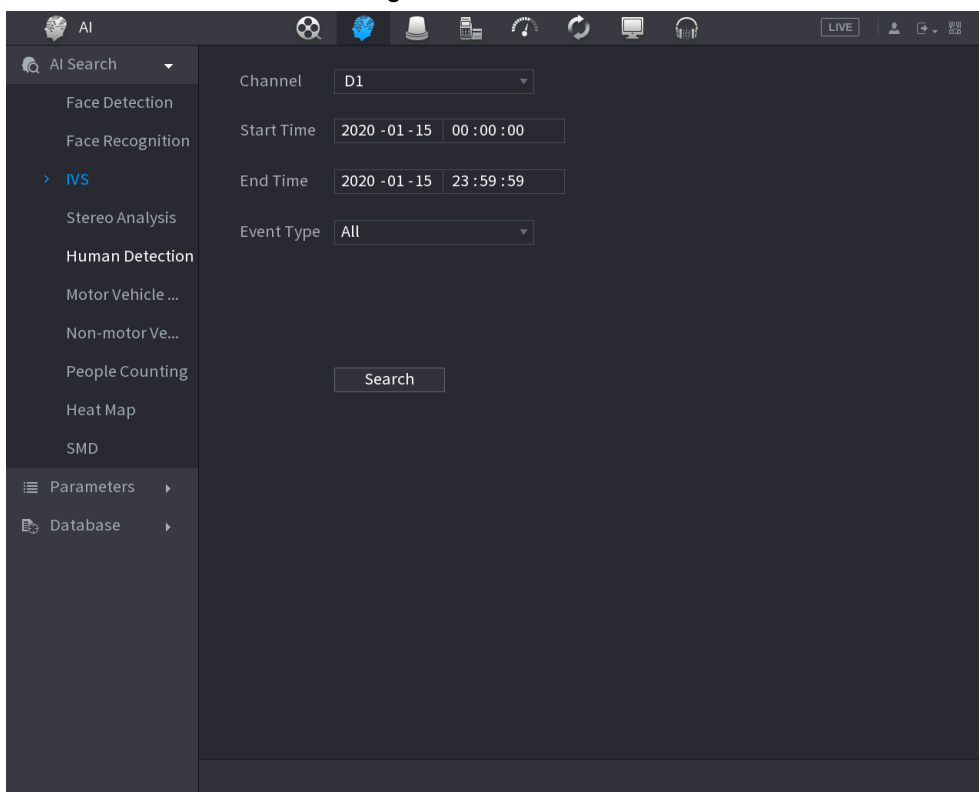 AI
LIVE
AI Search
Face Detection
Face Recognition
IVS
Stereo Analysis
Human Detection
Motor Vehicle ...
Non-motor Ve...
People Counting
Heat Map
SMD
Parameters
Database
Channel D1
Start Time 2020 -01 -15 00 :00 :00
End Time 2020 -01 -15 23 :59 :59
Event Type All
Search